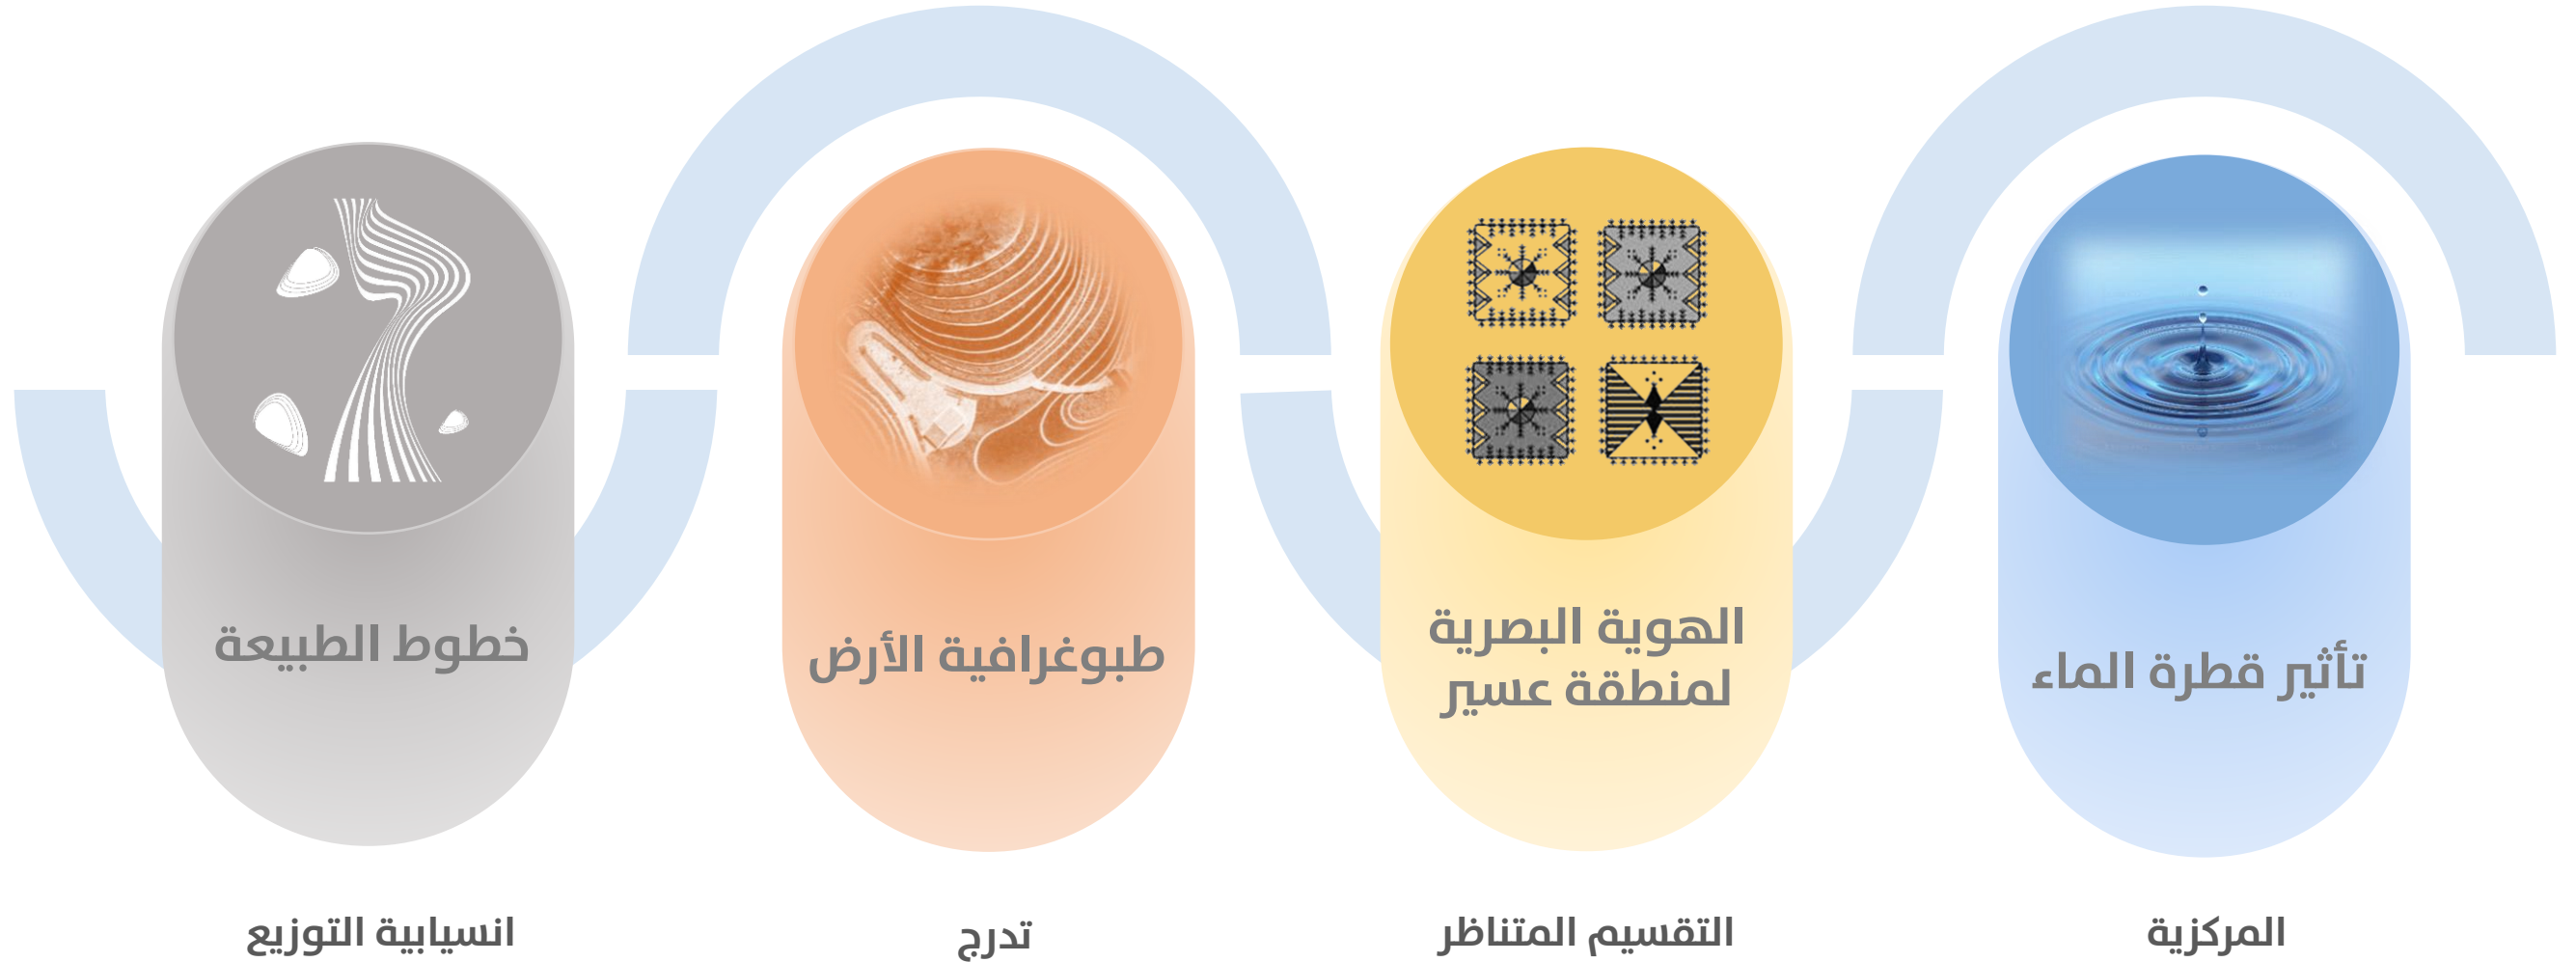 تأثير قطرة الماء
المركزية
الهوية البصرية
لمنطقة عسير
التقسيم المتناظر
طبوغرافية الأرض
تدرج
خطوط الطبيعة
انسيابية التوزيع